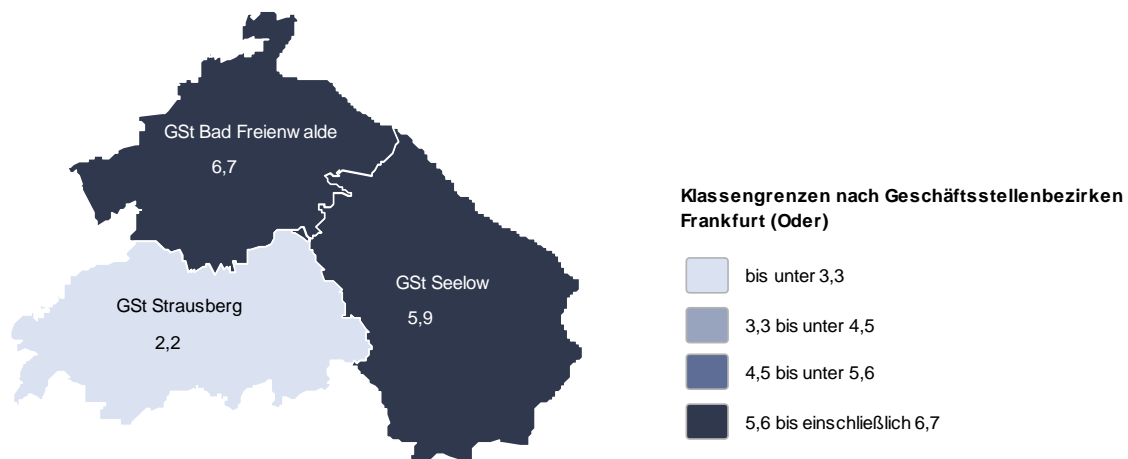 GSt Bad Freienwalde
6,7
GSt Seelow
5,9
GSt Strausberg
2,2
Klassengrenzen nach Geschäftsstellenbezirken
Frankfurt (Oder)
bis unter 3,3
3,3 bis unter 4,5
4,5 bis unter 5,6
5,6 bis einschließlich 6,7